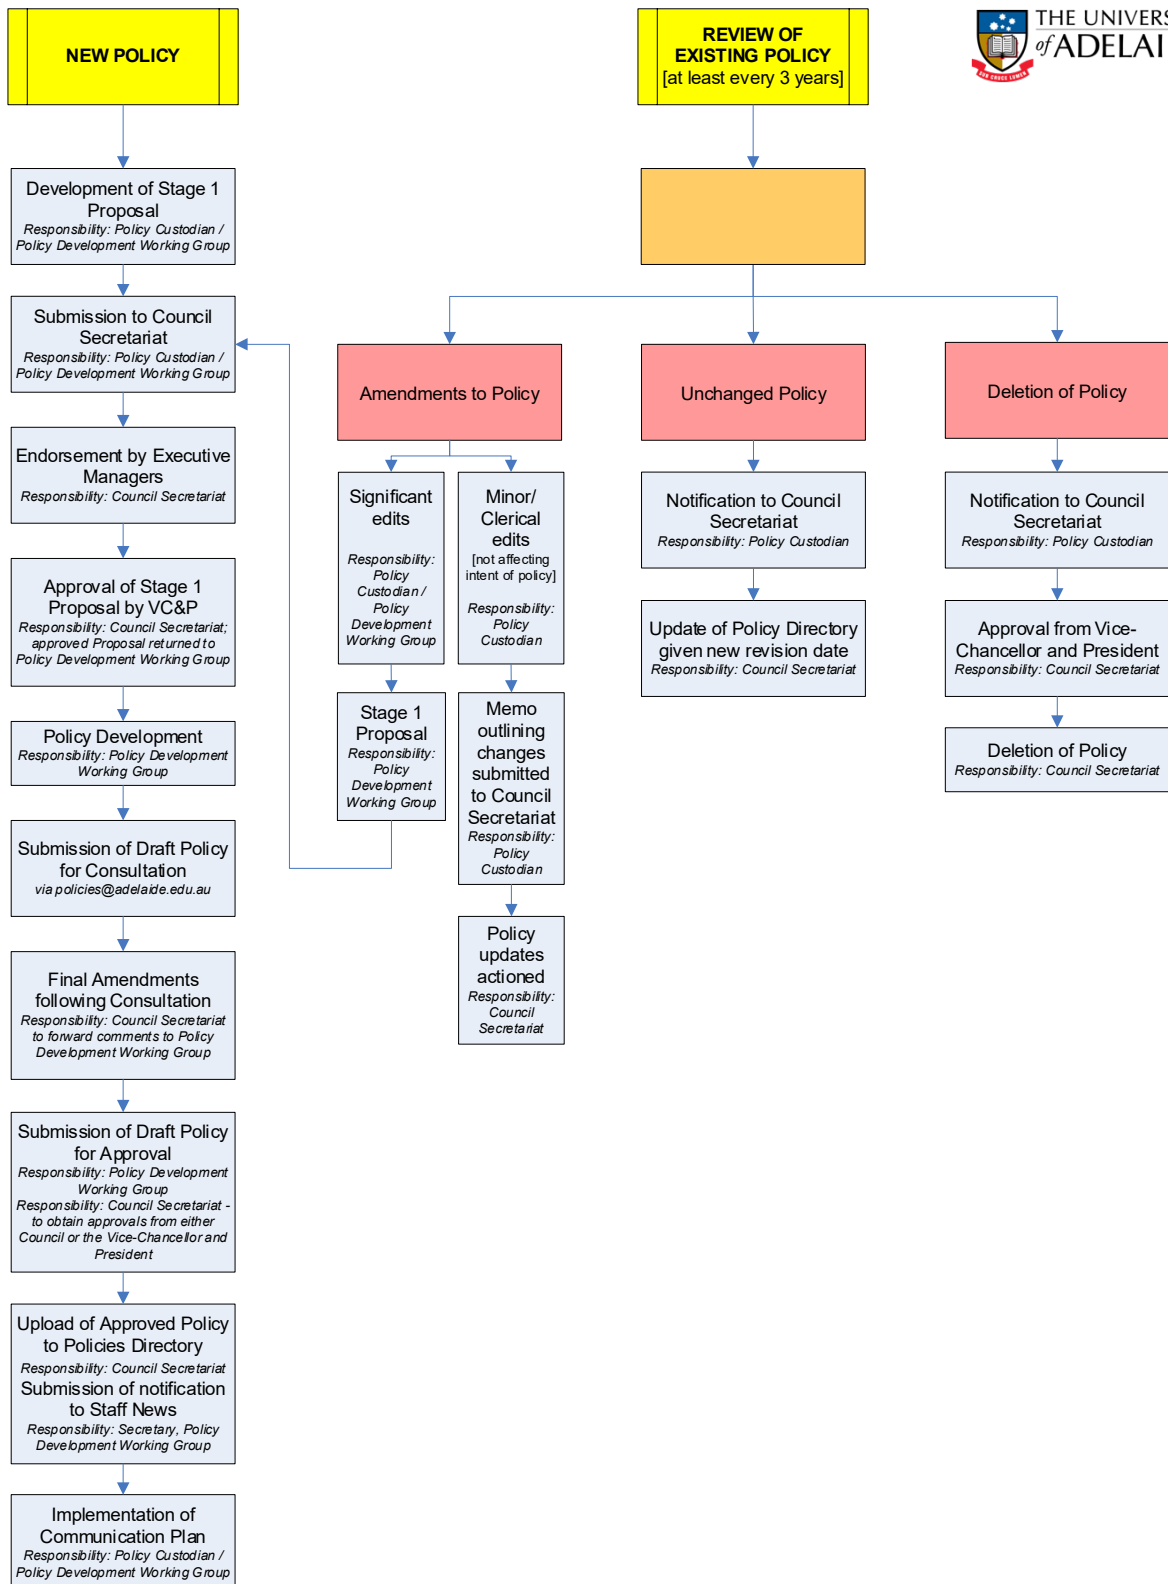 NEW POLICY
REVIEW OF
EXISTING POLICY
[at least every 3 years]
THE UNIVERS
of ADELAI
SUB CRUCE LUMEN
Development of Stage 1
Proposal
Responsibility: Policy Custodian /
Policy Development Working Group
Submission to Council
Secretariat
Responsibility: Policy Custodian /
Policy Development Working Group
Endorsement by Executive
Managers
Responsibility: Council Secretariat
Approval of Stage 1
Proposal by VC&P
Responsibility: Council Secretariat;
approved Proposal returned to
Policy Development Working Group
Policy Development
Responsibility: Policy Development
Working Group
Submission of Draft Policy
for Consultation
via policies@adelaide.edu.au
Final Amendments
following Consultation
Responsibility: Council Secretariat
to forward comments to Policy
Development Working Group
Submission of Draft Policy
for Approval
Responsibility: Policy Development
Working Group
Responsibility: Council Secretariat -
to obtain approvals from either
Council or the Vice-Chancellor and
President
Upload of Approved Policy
to Policies Directory
Responsibility: Council Secretariat
Submission of notification
to Staff News
Responsibility: Secretary, Policy
Development Working Group
Implementation of
Communication Plan
Responsibility: Policy Custodian /
Policy Development Working Group
Amendments to Policy
Significant
edits
Responsibility:
Policy
Custodian /
Policy
Development
Working Group
Stage 1
Proposal
Responsibility:
Policy
Development
Working Group
Minor/
Clerical
edits
[not affecting
intent of policy]
Responsibility:
Policy
Custodian
Memo
outlining
changes
submitted
to Council
Secretariat
Responsibility:
Policy
Custodian
Policy
updates
actioned
Responsibility:
Council
Secretariat
Unchanged Policy
Notification to Council
Secretariat
Responsibility: Policy Custodian
Update of Policy Directory
given new revision date
Responsibility: Council Secretariat
Deletion of Policy
Notification to Council
Secretariat
Responsibility: Policy Custodian
Approval from Vice-
Chancellor and President
Responsibility: Council Secretariat
Deletion of Policy
Responsibility: Council Secretariat